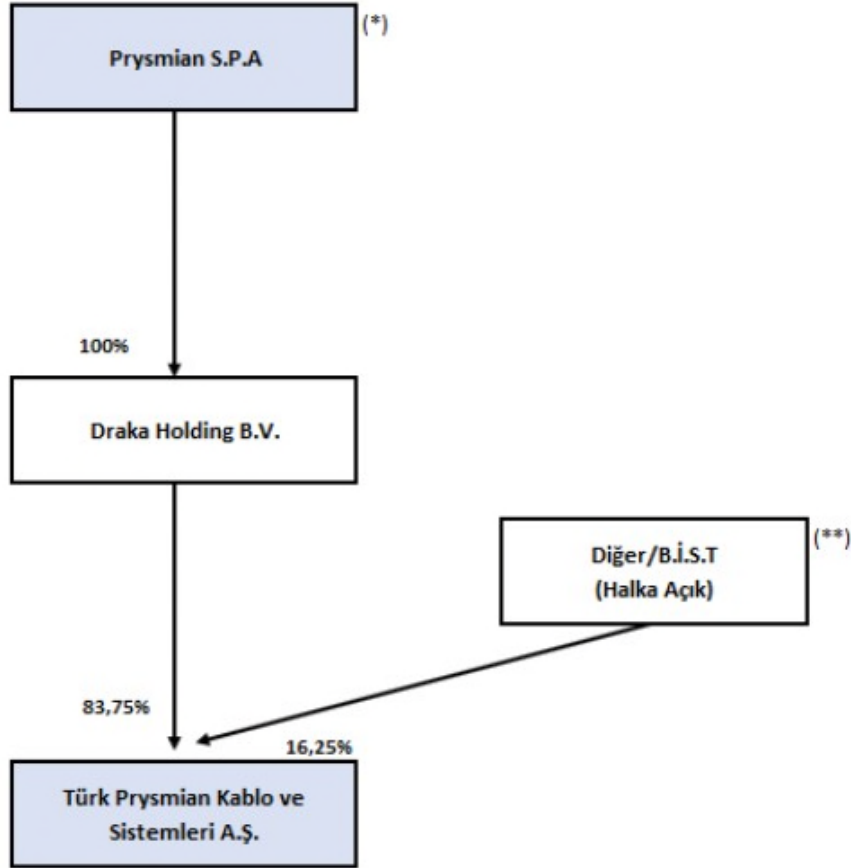 Prysmian S.P.A
(*)
100%
Draka Holding B.V.
Diğer/B.İ.S.T
(Halka Açık)
(**)
83,75%
16,25%
Türk Prysmian Kablo ve
Sistemleri A.Ş.